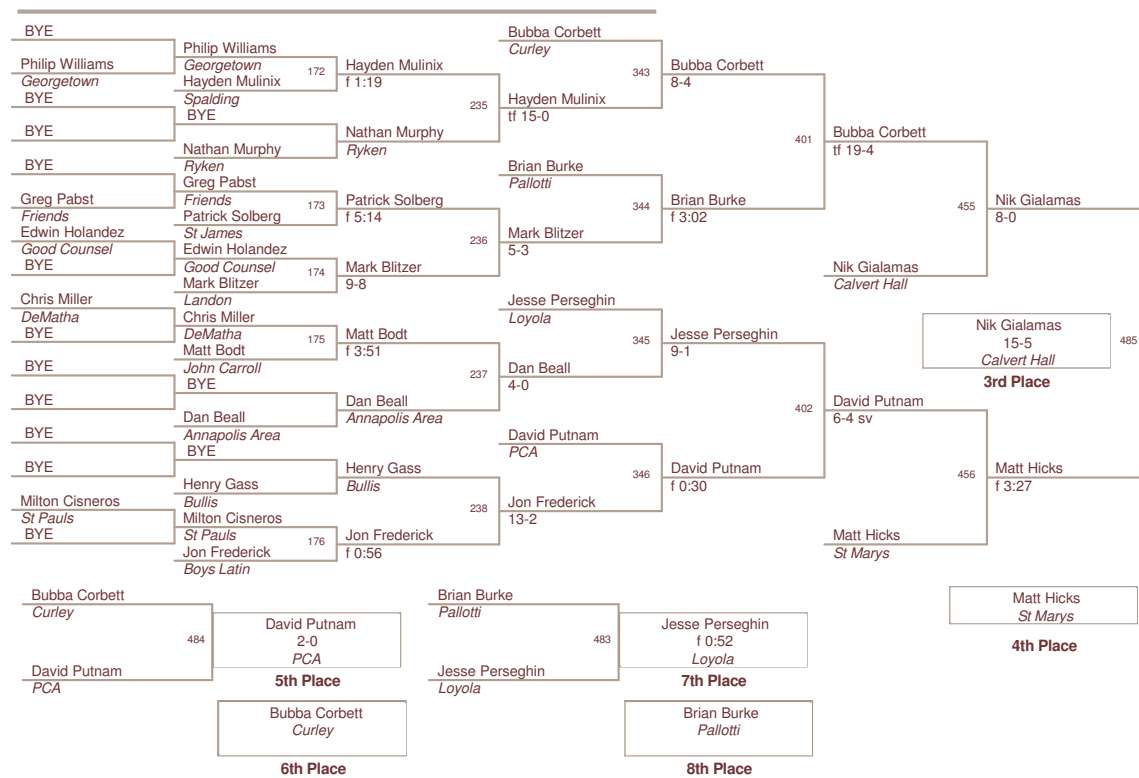 BYE
Philip Williams
Georgetown
BYE
BYE
BYE
Greg Pabst
Friends
Edwin Holandez
Good Counsel
BYE
Chris Miller
DeMatha
BYE
BYE
BYE
BYE
BYE
Milton Cisneros
St Pauls
BYE
Philip Williams
Georgetown
172
Hayden Mulinix
Spalding
BYE
Nathan Murphy
Ryken
Greg Pabst
Friends
173
Patrick Solberg
St James
Edwin Holandez
Good Counsel
174
Mark Blitzer
Landon
Chris Miller
DeMatha
175
Matt Bodt
John Carroll
BYE
Dan Beall
Annapolis Area
BYE
Henry Gass
Bullis
Milton Cisneros
St Pauls
176
Jon Frederick
Boys Latin
Hayden Mulinix
f 1:19
235
Nathan Murphy
Ryken
Patrick Solberg
f 5:14
236
Mark Blitzer
9-8
Matt Bodt
f 3:51
237
Dan Beall
Annapolis Area
Henry Gass
Bullis
238
Jon Frederick
f 0:56
Bubba Corbett
Curley
343
Hayden Mulinix
tf 15-0
Brian Burke
Pallotti
344
Mark Blitzer
5-3
Jesse Perseghin
Loyola
345
Dan Beall
4-0
David Putnam
PCA
346
Jon Frederick
13-2
Bubba Corbett
8-4
401
Brian Burke
f 3:02
Jesse Perseghin
9-1
402
David Putnam
f 0:30
Bubba Corbett
tf 19-4
455
Nik Gialamas
Calvert Hall
David Putnam
6-4 sv
456
Matt Hicks
St Marys
Nik Gialamas
8-0
Nik Gialamas
15-5
485
Calvert Hall
3rd Place
Matt Hicks
f 3:27
Matt Hicks
St Marys
4th Place
Bubba Corbett
Curley
484
David Putnam
PCA
David Putnam
2-0
PCA
5th Place
Bubba Corbett
Curley
6th Place
Brian Burke
Pallotti
483
Jesse Perseghin
Loyola
Jesse Perseghin
f 0:52
Loyola
7th Place
Brian Burke
Pallotti
8th Place